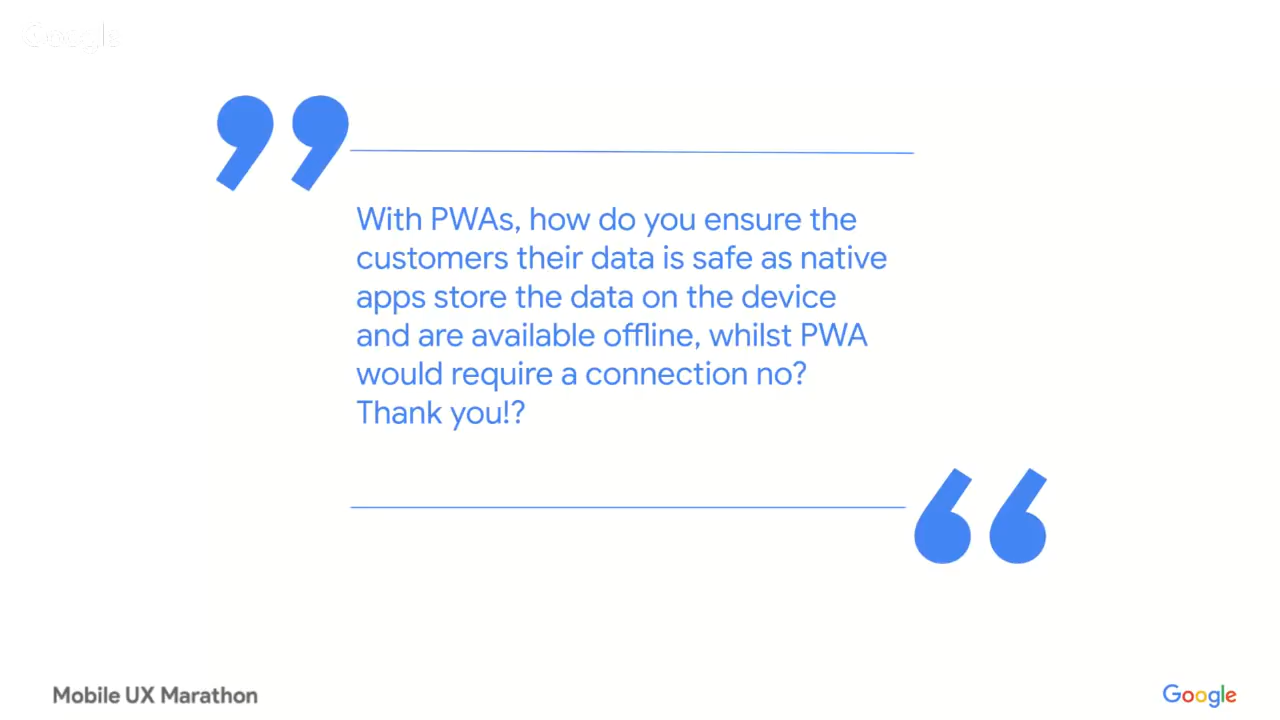 Google
With PWAs, how do you ensure the
customers their data is safe as native
apps store the data on the device
and are available offline, whilst PWA
would require a connection no?
Thank you!?
Mobile UX Marathon
Google